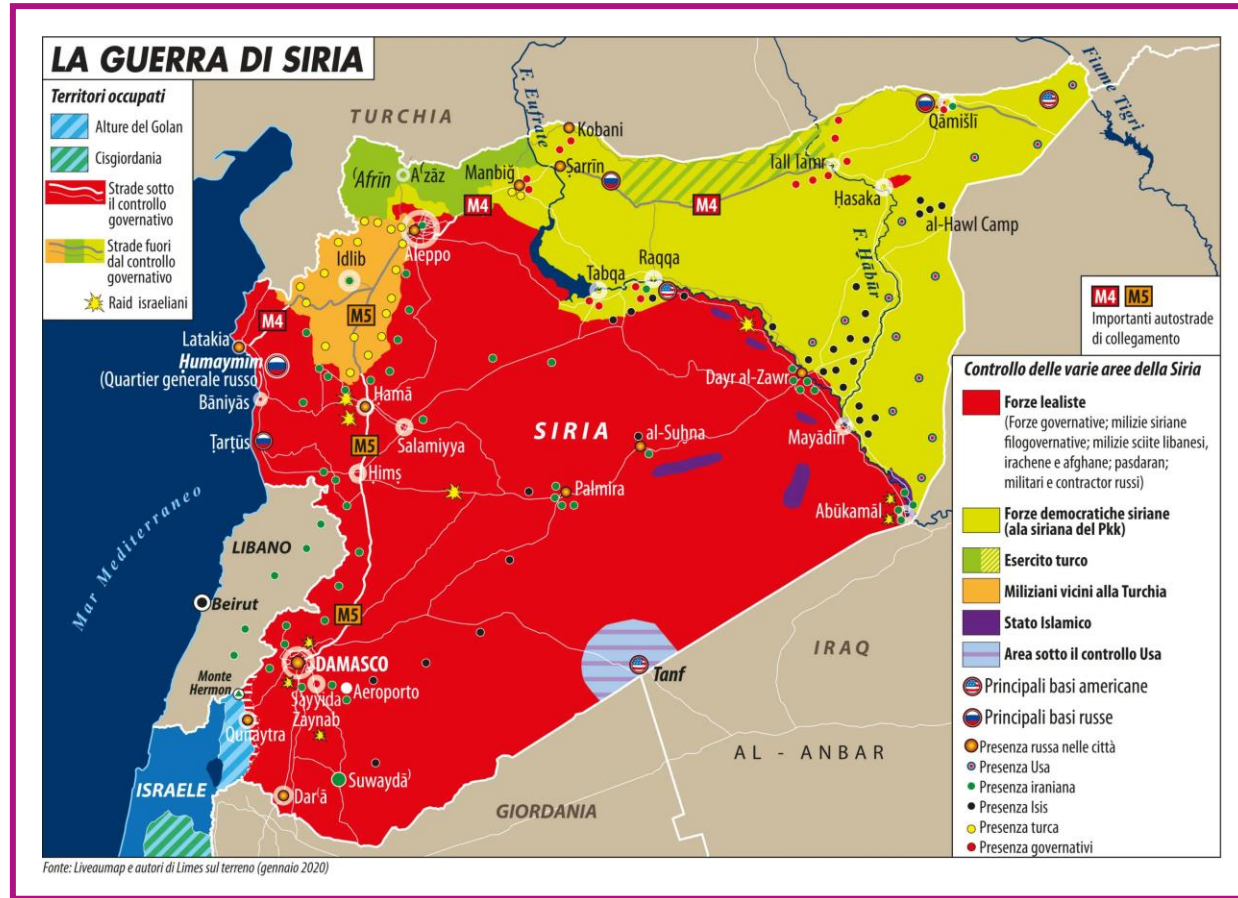 LA GUERRA DI SIRIA
Territori occupati
Alture del Golan
Cisgiordania
Strade sotto
il controllo
governativo
Strade fuori
dal controllo
governativo
Raid israeliani
TURCHIA
F. Eufrate
Fiume Tigri
Kobani
Qāmišlī
ʿAfrīn
Aʿzāz
Manbiğ
Ṣarrīn
Tall Tamr
M4
M4
Ḥasaka
al-Hawl Camp
Aleppo
Idlib
Tabqa
Raqqa
F. Ḫābūr
M4
M5
Importanti autostrade
di collegamento
M4
M5
Latakia
Ḥumaymim
(Quartier generale russo)
Bāniyās
Ṭarṭūs
Hamā
Salamiyya
M5
Ḥimṣ
SIRIA
Dayr al-Zawr
al-Suḫna
Mayādīn
Palmira
Abūkamāl
Controllo delle varie aree della Siria
Forze lealiste
(Forze governative; milizie siriane
filogovernative; milizie sciite libanesi,
irachene e afghane; pasdaran;
militari e contractor russi)
Forze democratiche siriane
(ala siriana del Pkk)
Esercito turco
Miliziani vicini alla Turchia
Stato Islamico
Area sotto il controllo Usa
Principali basi americane
Principali basi russe
Presenza russa nelle città
Presenza Usa
Presenza iraniana
Presenza Isis
Presenza turca
Presenza governativi
Mar Mediterraneo
LIBANO
Beirut
M5
DAMASCO
Monte
Hermon
Sayyida
Zaynab
Aeroporto
Qunaytra
Suwaydāʾ
Darʿā
ISRAELE
GIORDANIA
Tanf
IRAQ
AL - ANBAR
Fonte: Liveaumap e autori di Limes sul terreno (gennaio 2020)